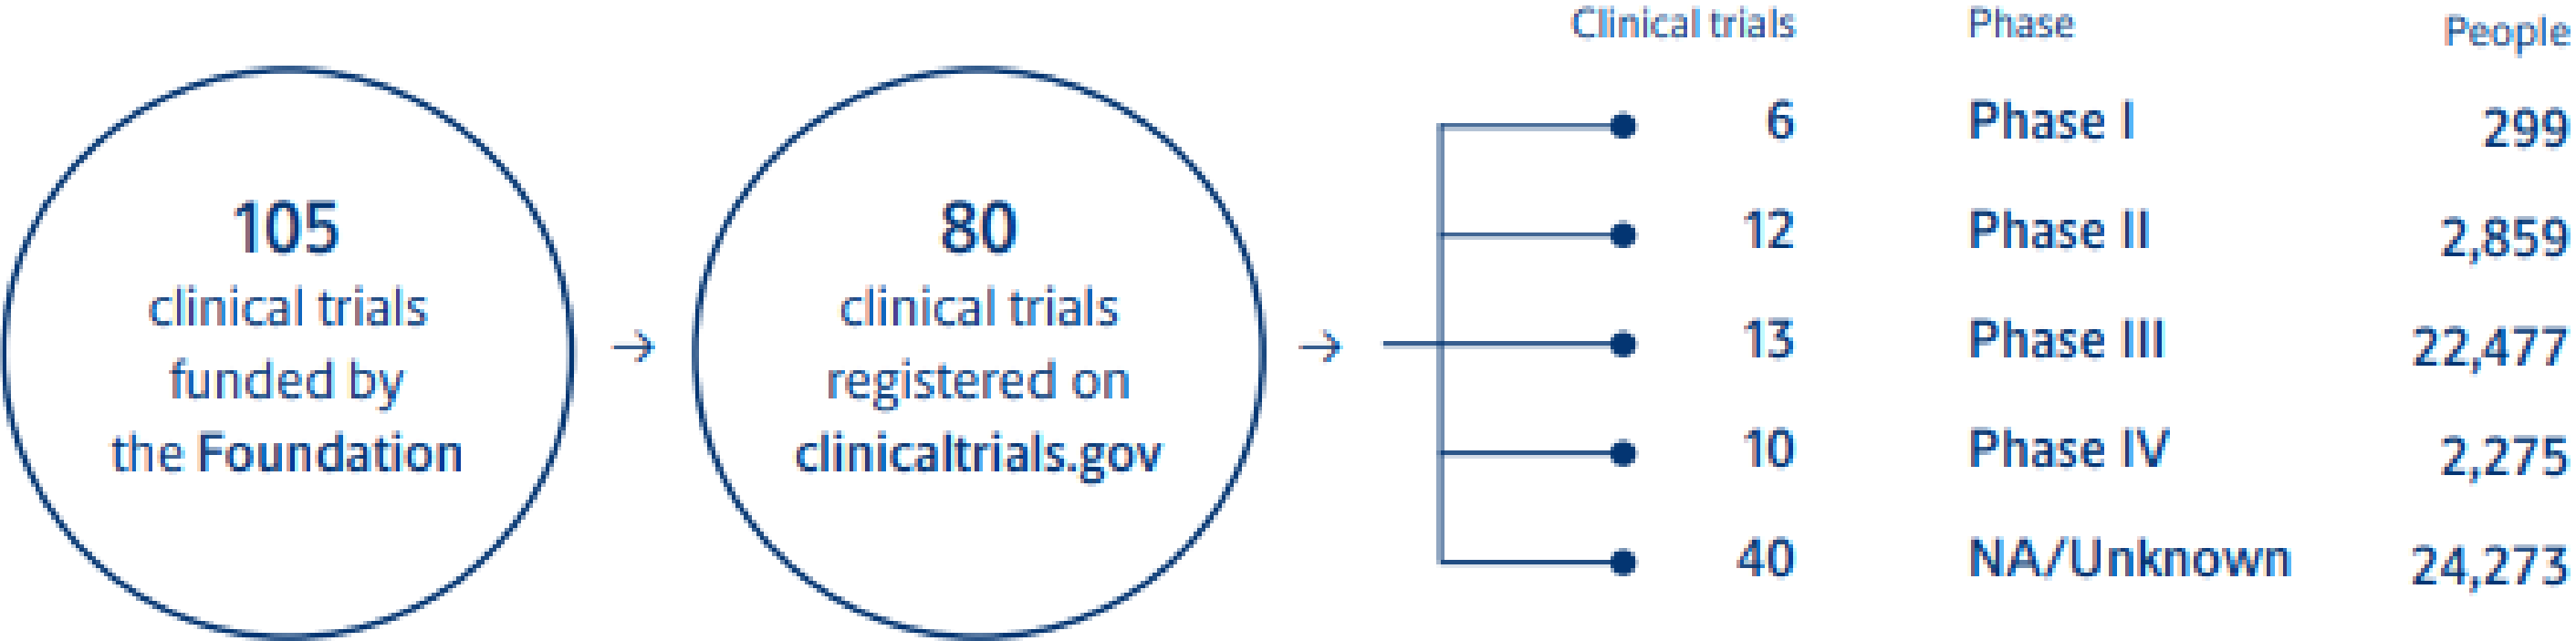 105
clinical trials
funded by
the Foundation
→
80
clinical trials
registered on
clinicaltrials.gov
→
Clinical trials Phase People
6 Phase I 299
12 Phase II 2,859
13 Phase III 22,477
10 Phase IV 2,275
40 NA/Unknown 24,273